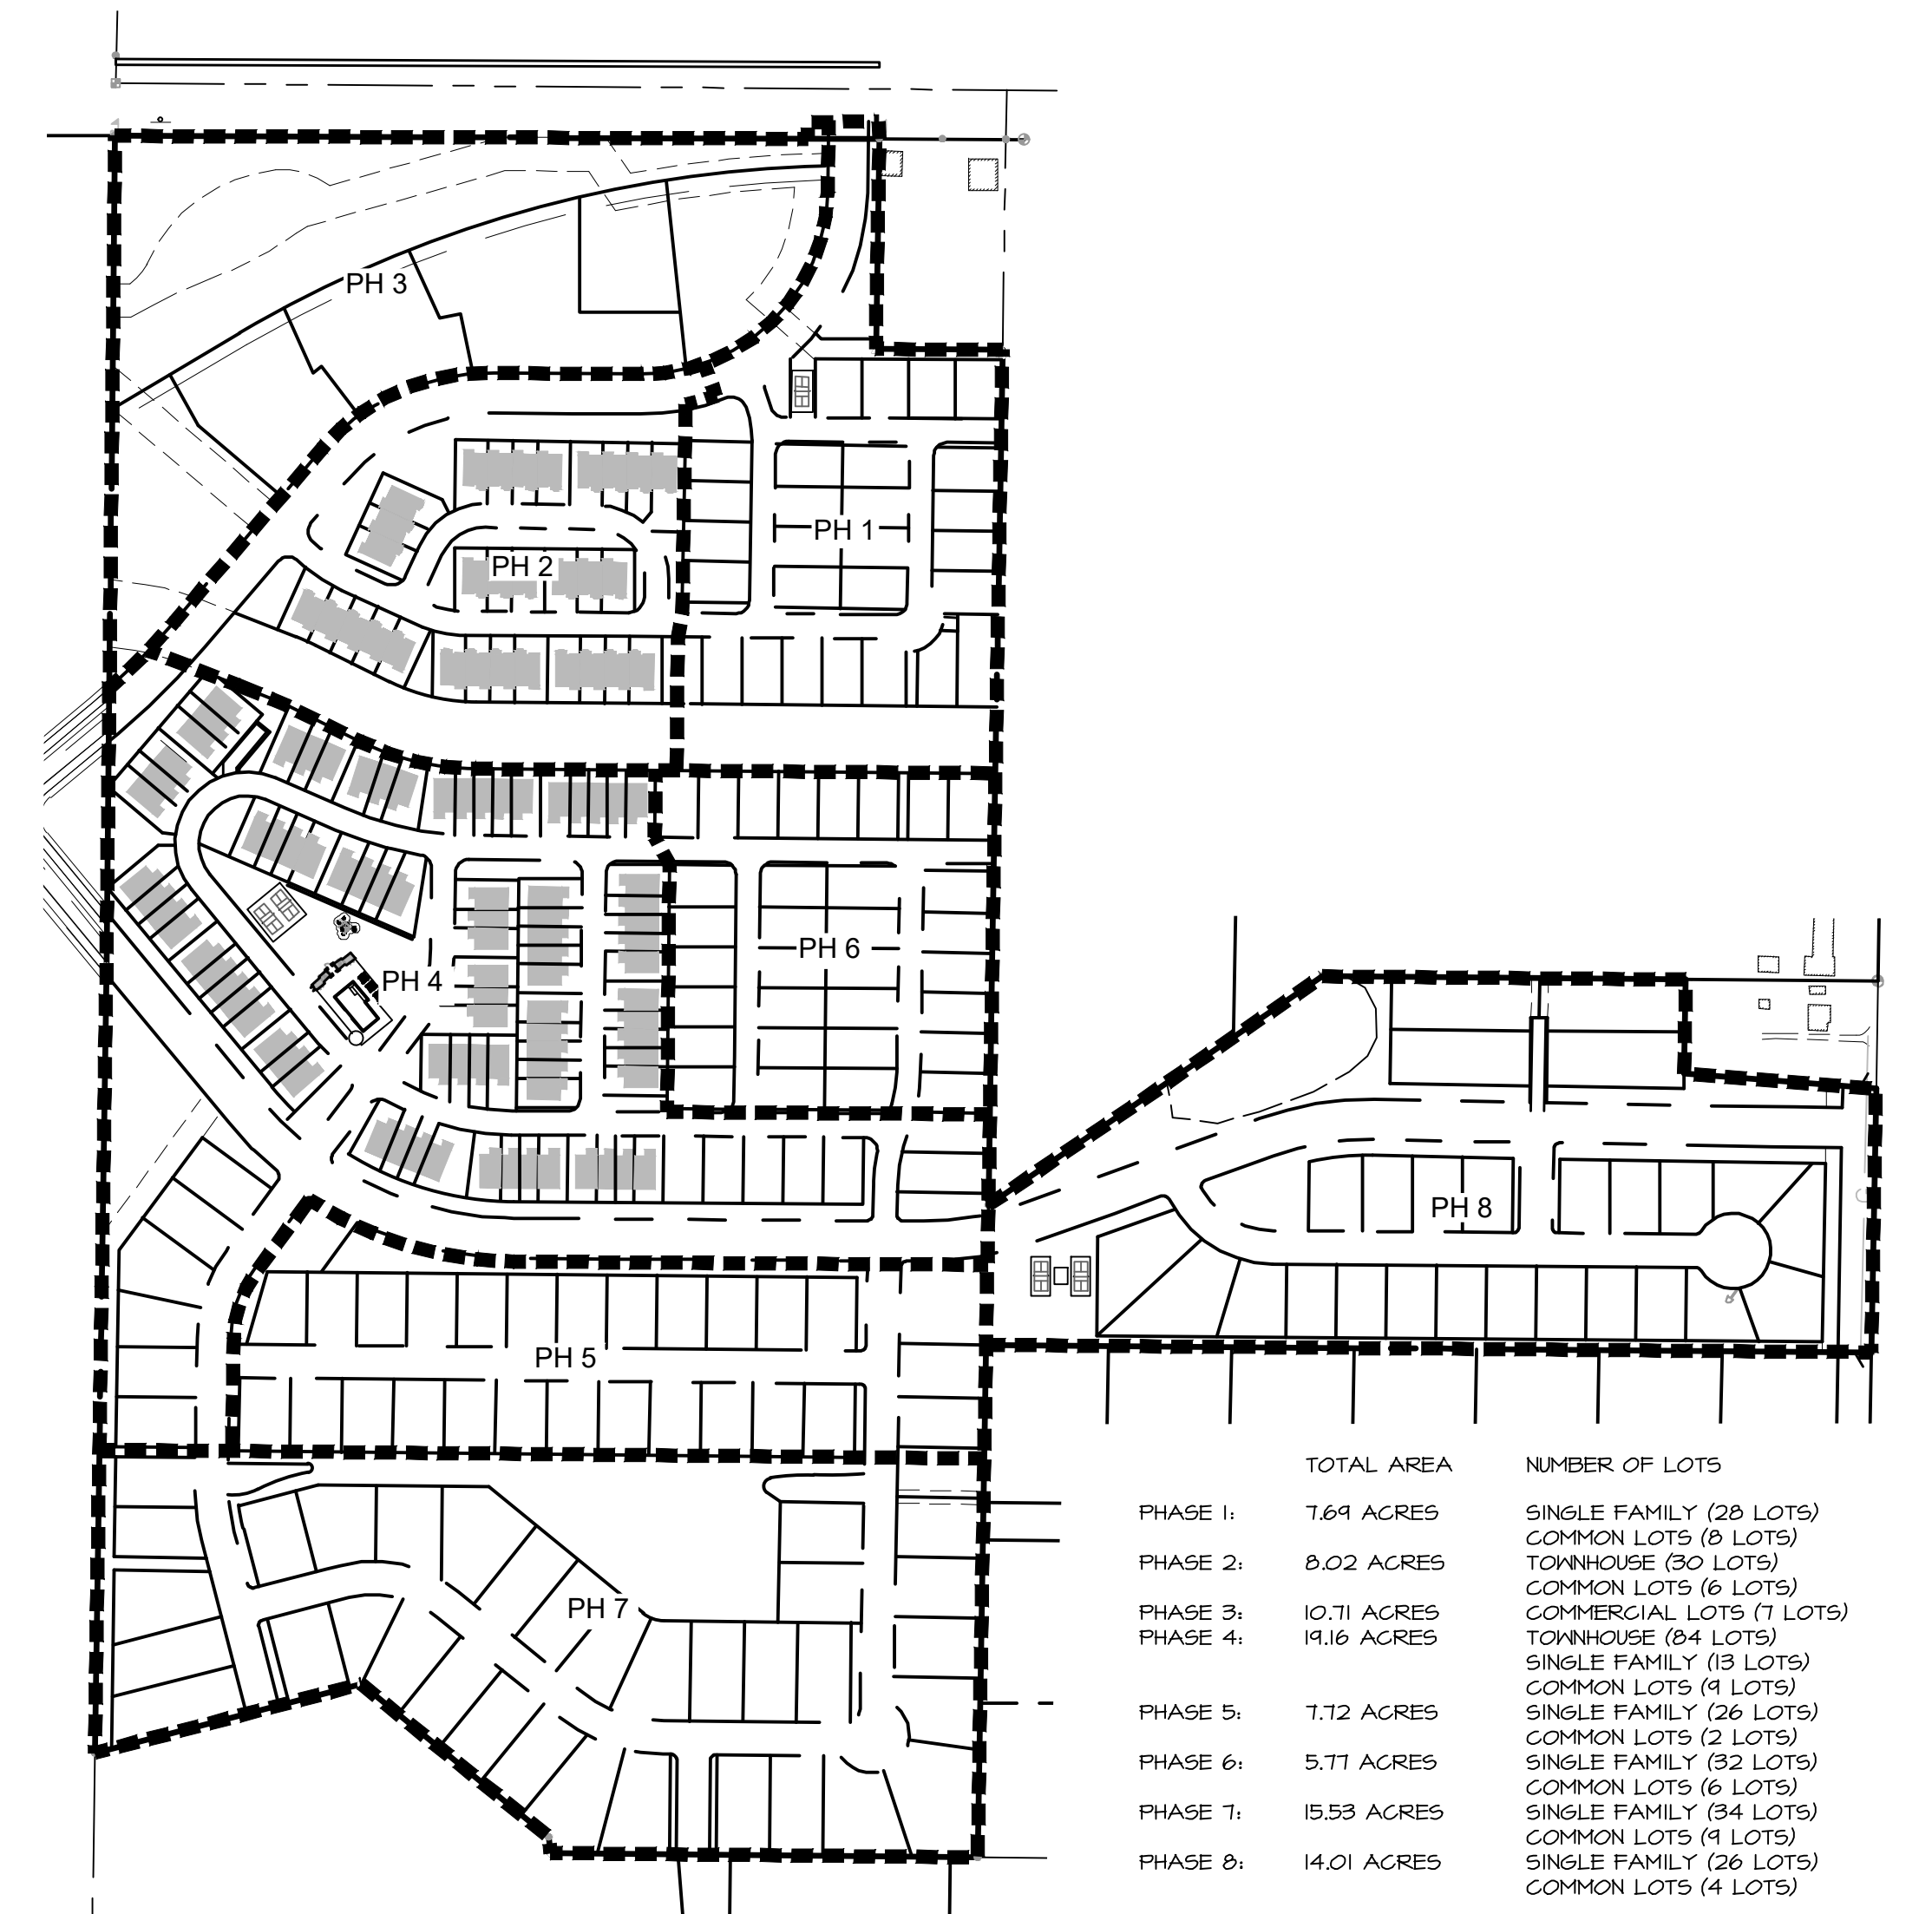 PH 3
PH 1
PH 2
PH 6
PH 4
PH 8
PH 5
PH 7
TOTAL AREA NUMBER OF LOTS
PHASE 1: 7.69 ACRES SINGLE FAMILY (28 LOTS)
COMMON LOTS (8 LOTS)
PHASE 2: 8.02 ACRES TOWNHOUSE (30 LOTS)
COMMON LOTS (6 LOTS)
PHASE 3: 10.71 ACRES COMMERCIAL LOTS (7 LOTS)
PHASE 4: 19.16 ACRES TOWNHOUSE (84 LOTS)
SINGLE FAMILY (13 LOTS)
COMMON LOTS (9 LOTS)
PHASE 5: 7.72 ACRES SINGLE FAMILY (26 LOTS)
COMMON LOTS (2 LOTS)
PHASE 6: 5.77 ACRES SINGLE FAMILY (32 LOTS)
COMMON LOTS (6 LOTS)
PHASE 7: 15.53 ACRES SINGLE FAMILY (34 LOTS)
COMMON LOTS (9 LOTS)
PHASE 8: 14.01 ACRES SINGLE FAMILY (26 LOTS)
COMMON LOTS (4 LOTS)